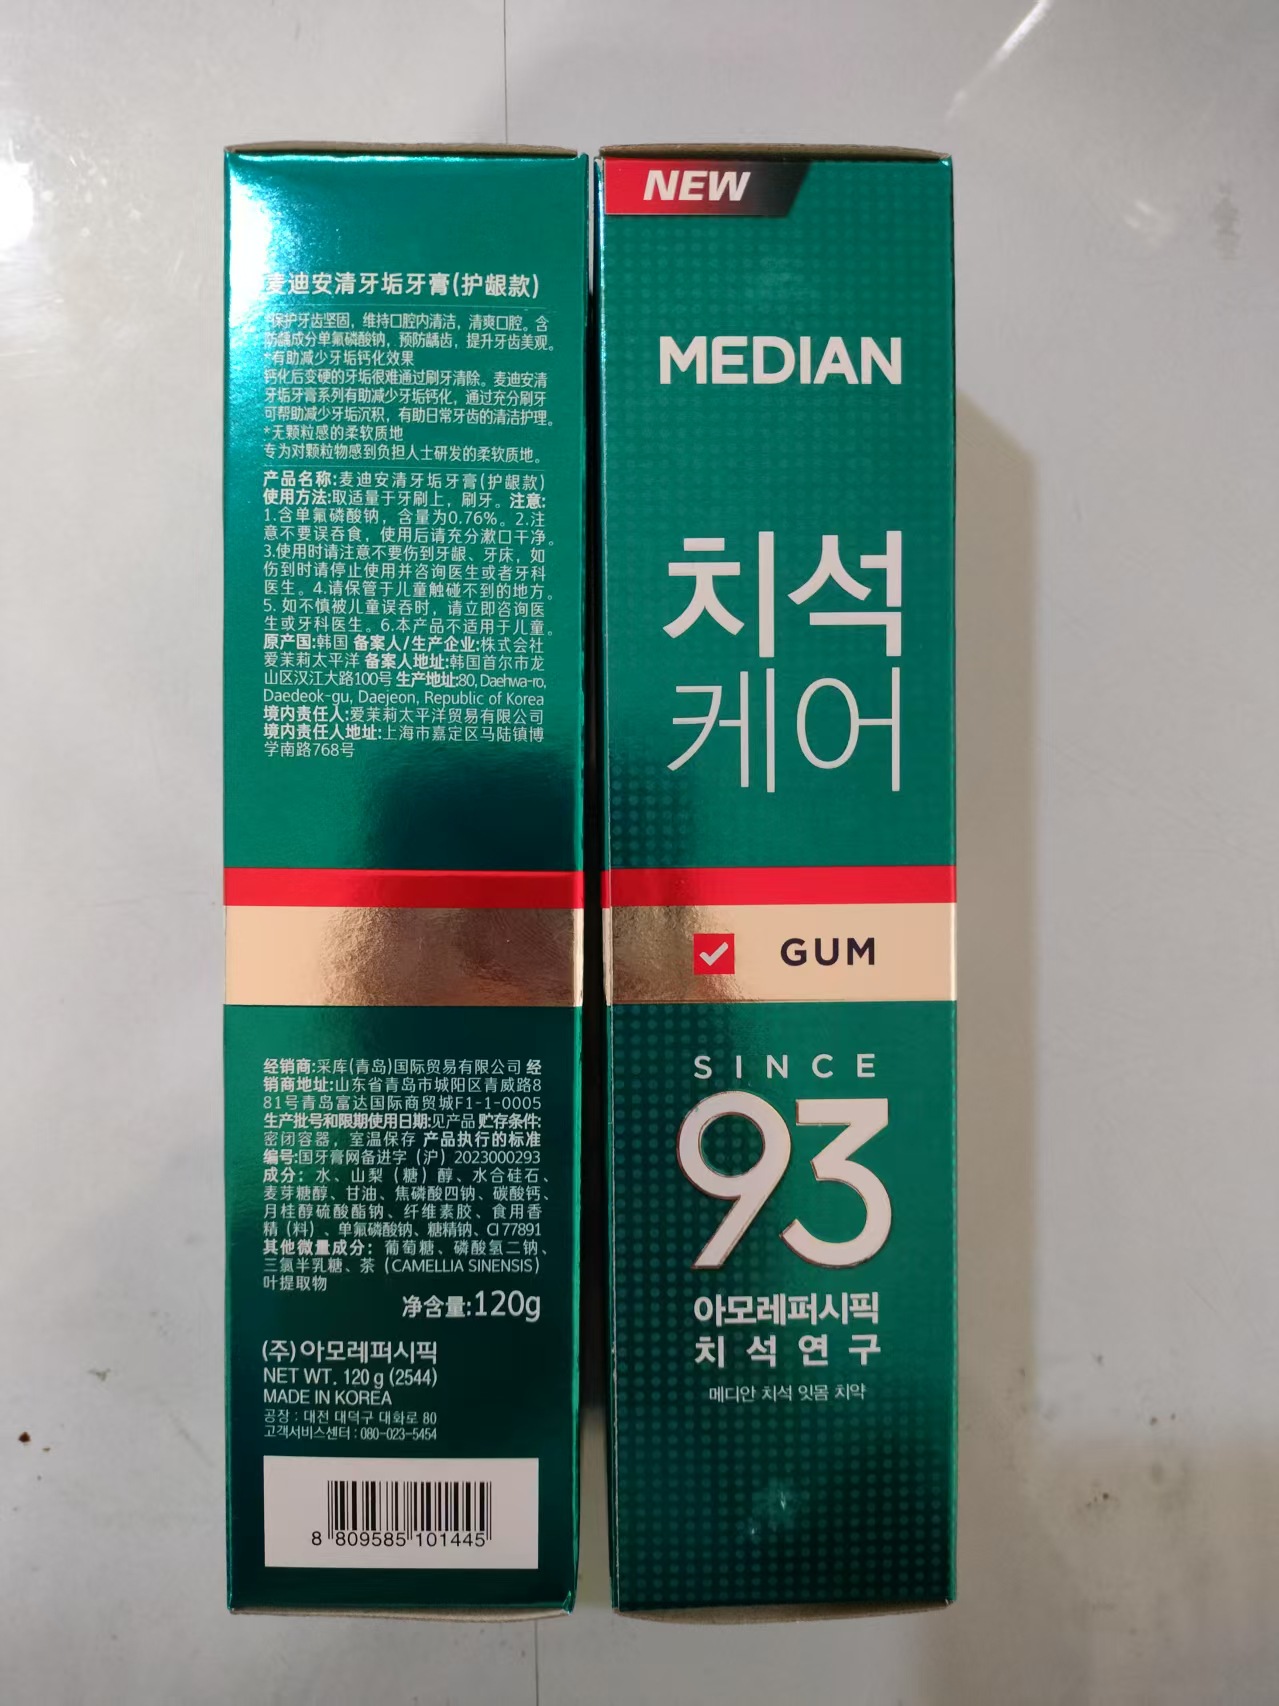 麦迪安清牙垢牙膏(护龈款)
*保护牙齿坚固，维持口腔内清洁，清爽口腔。含
防龋成分单氟磷酸钠，预防龋齿，提升牙齿美观。
*有助减少牙垢钙化效果
钙化后变硬的牙垢很难通过刷牙清除。麦迪安清
牙垢牙膏系列有助减少牙垢钙化，通过充分刷牙
可帮助减少牙垢沉积，有助日常牙齿的清洁护理。
*无颗粒感的柔软质地
专为对颗粒物感到负担人士研发的柔软质地。
产品名称:麦迪安清牙垢牙膏(护龈款)
使用方法:取适量于牙刷上，刷牙。注意:
1.含单氟磷酸钠，含量为0.76%。2.注
意不要误吞食，使用后请充分漱口干净。
3.使用时请注意不要伤到牙龈、牙床，如
伤到时请停止使用并咨询医生或者牙科
医生。4.请保管于儿童触碰不到的地方。
5. 如不慎被儿童误吞时，请立即咨询医
生或牙科医生。6.本产品不适用于儿童。
原产国:韩国 备案人/生产企业:株式会社
爱茉莉太平洋 备案人地址:韩国首尔市龙
山区汉江大路100号 生产地址:80, Daehwa-ro,
Daedeok-gu, Daejeon, Republic of Korea
境内责任人:爱茉莉太平洋贸易有限公司
境内责任人地址:上海市嘉定区马陆镇博
学南路768号
经销商:采库(青岛)国际贸易有限公司 经
销商地址:山东省青岛市城阳区青威路8
81号青岛富达国际商贸城F1-1-0005
生产批号和限期使用日期:见产品 贮存条件:
密闭容器，室温保存 产品执行的标准
编号:国牙膏网备进字（沪）2023000293
成分：水、山梨（糖）醇、水合硅石、
麦芽糖醇、甘油、焦磷酸四钠、碳酸钙、
月桂醇硫酸酯钠、纤维素胶、食用香
精（料）、单氟磷酸钠、糖精钠、CI 77891
其他微量成分：葡萄糖、磷酸氢二钠、
三氯半乳糖、茶（CAMELLIA SINENSIS）
叶提取物
净含量:120g
(주)아모레퍼시픽
NET WT. 120 g (2544)
MADE IN KOREA
공장 : 대전 대덕구 대화로 80
고객서비스센터 : 080-023-5454
8 809585 101445
NEW
MEDIAN
치석
케어
GUM
SINCE
93
아모레퍼시픽
치석연구
메디안 치석 잇몸 치약